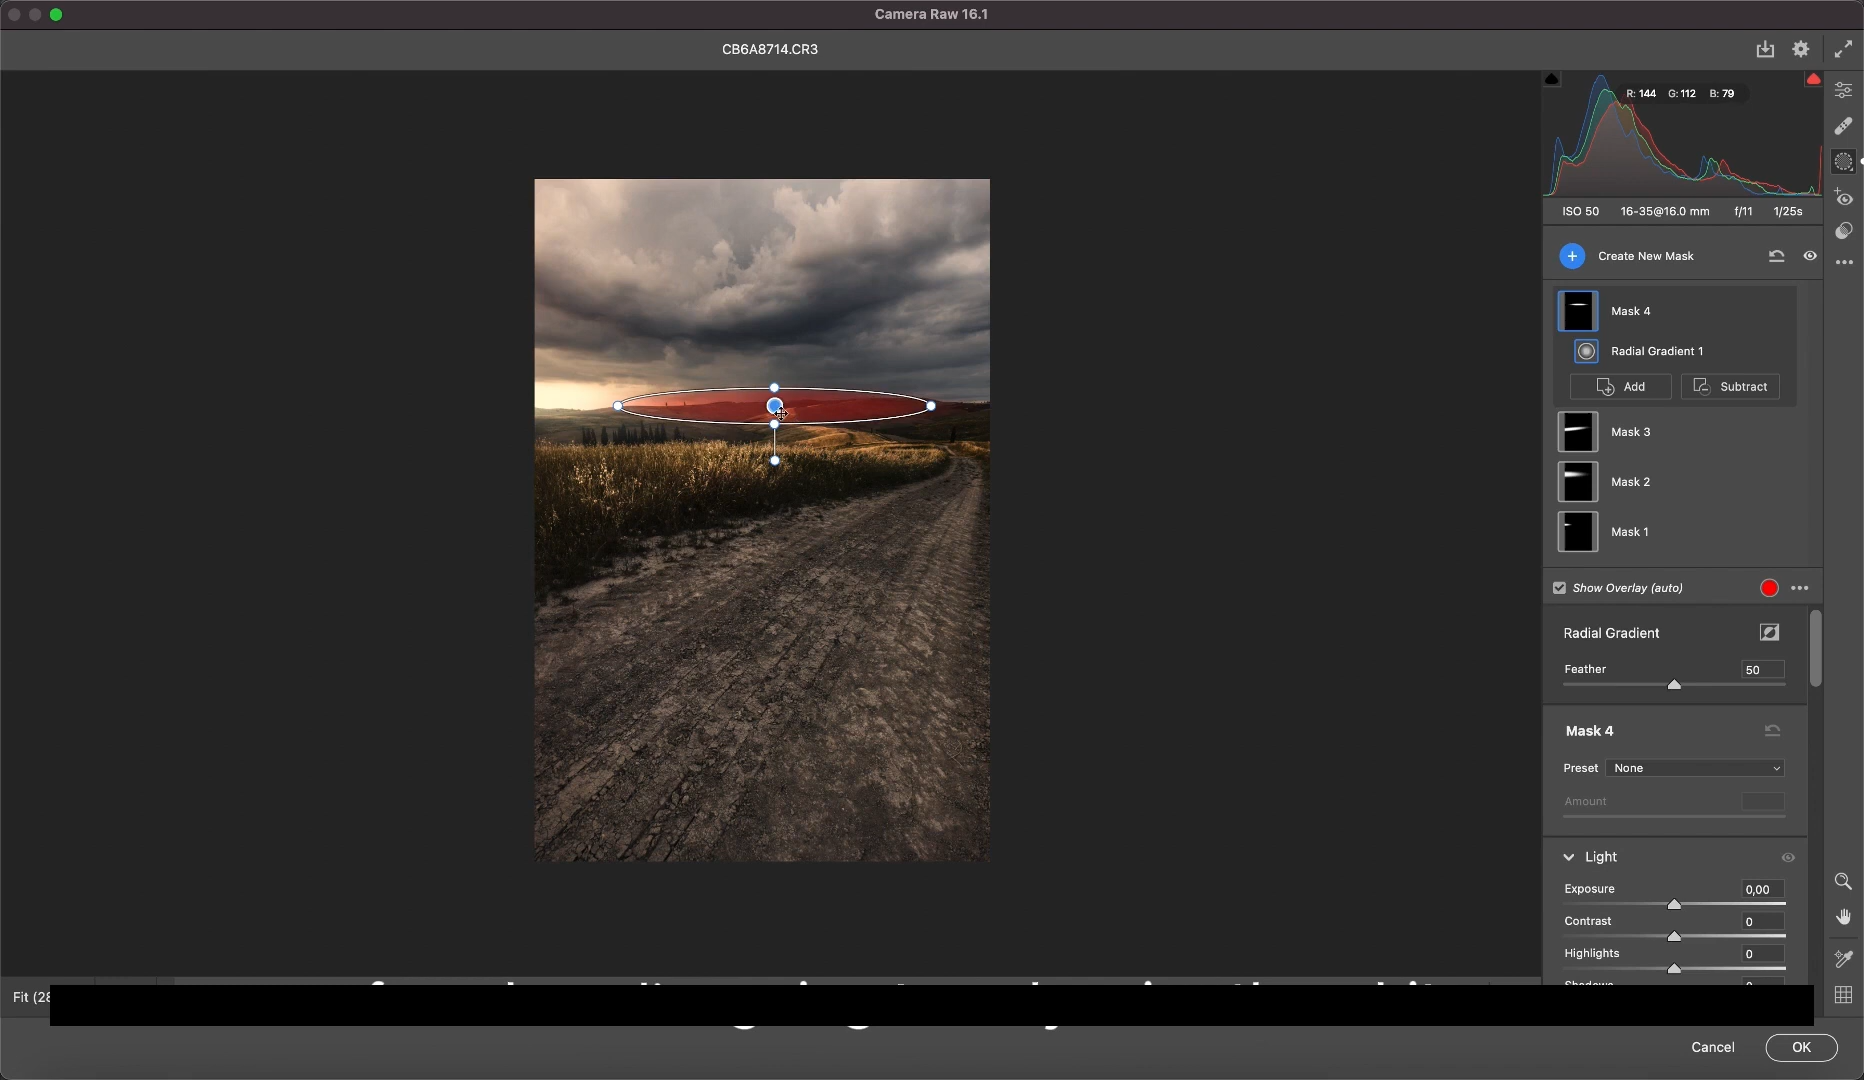 Camera Raw 16.1
CB6A8714.CR3
R: 144 G: 112 B: 79
ISO 50 16-35@16.0 mm f/11 1/25s
Create New Mask
Mask 4
Radial Gradient 1
Add Subtract
Mask 3
Mask 2
Mask 1
Show Overlay (auto)
Radial Gradient
Feather 50
Mask 4
Preset None
Amount
Light
Exposure 0,00
Contrast 0
Highlights 0
Fit (28
Cancel OK